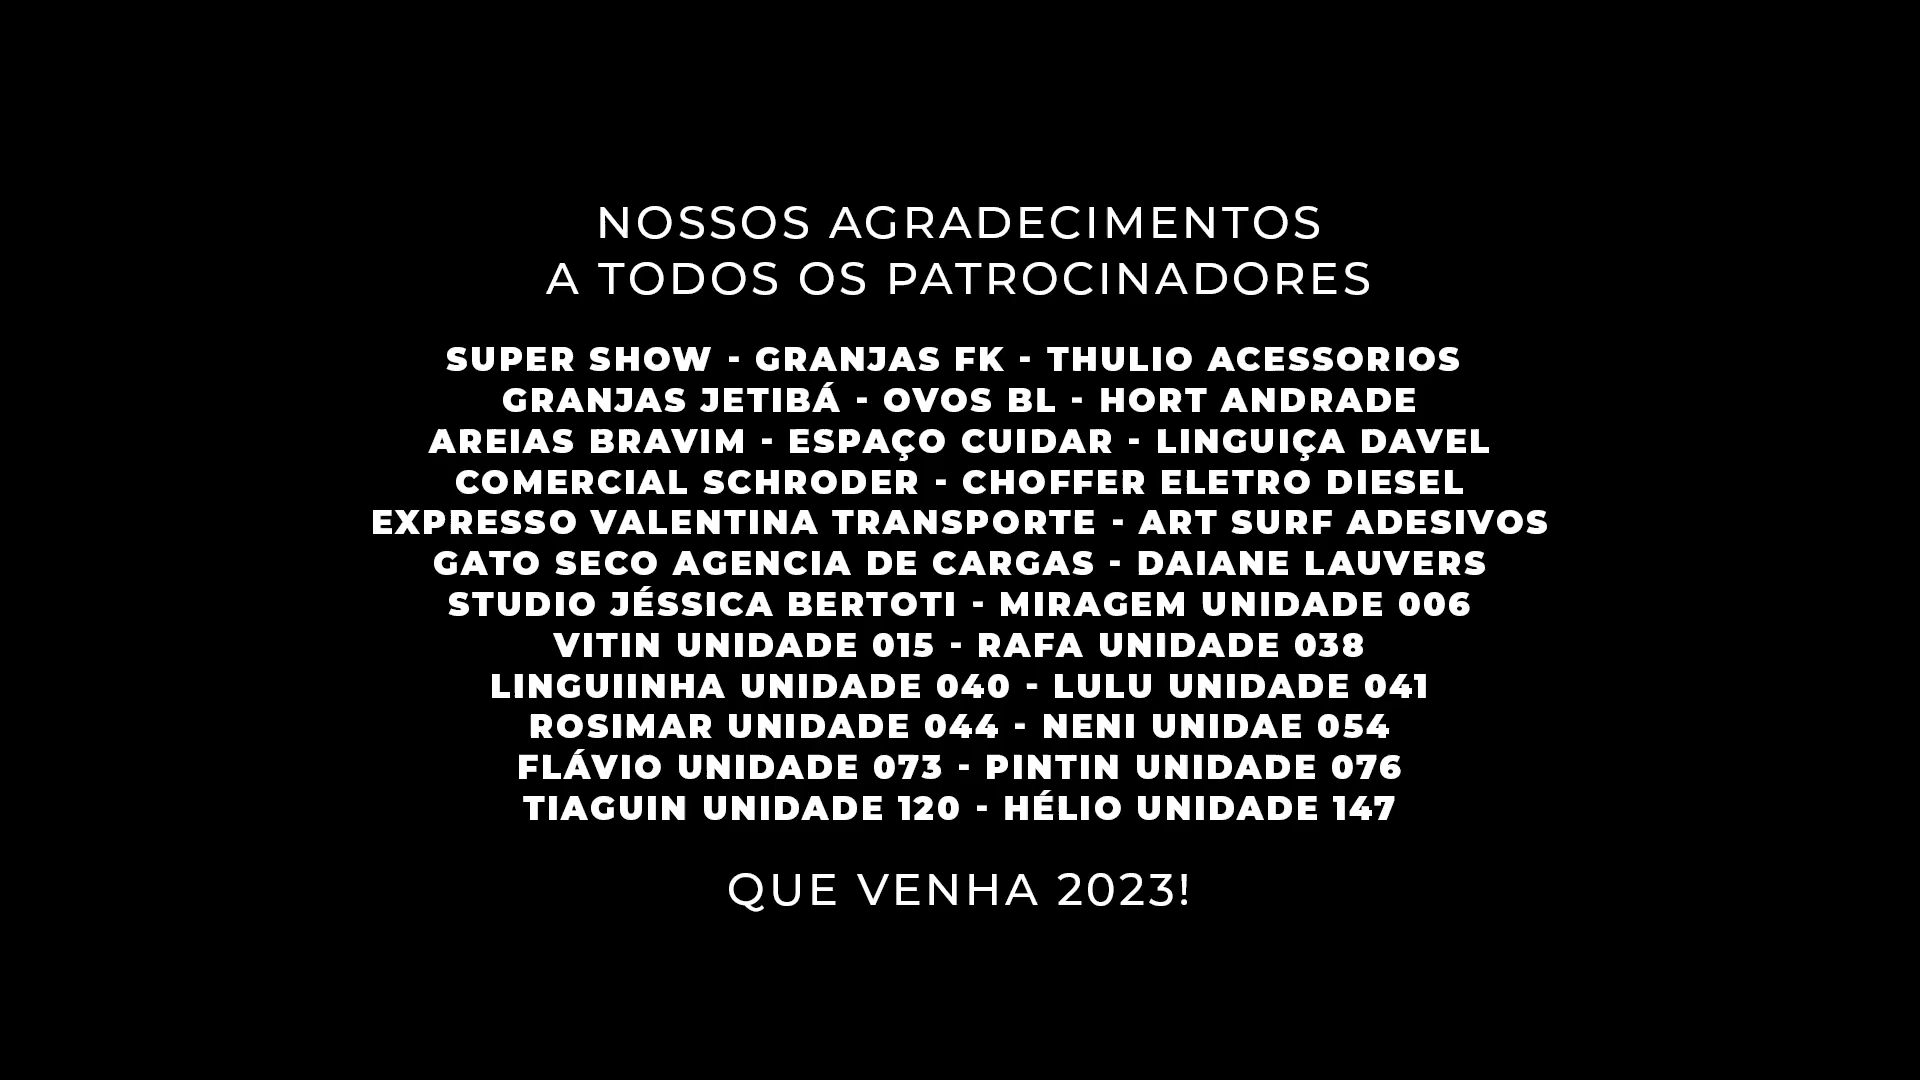 NOSSOS AGRADECIMENTOS
A TODOS OS PATROCINADORES
SUPER SHOW - GRANJAS FK - THULIO ACESSORIOS
GRANJAS JETIBÁ - OVOS BL - HORT ANDRADE
AREIAS BRAVIM - ESPAÇO CUIDAR - LINGUIÇA DAVEL
COMERCIAL SCHRODER - CHOFFER ELETRO DIESEL
EXPRESSO VALENTINA TRANSPORTE - ART SURF ADESIVOS
GATO SECO AGENCIA DE CARGAS - DAIANE LAUVERS
STUDIO JÉSSICA BERTOTI - MIRAGEM UNIDADE 006
VITIN UNIDADE 015 - RAFA UNIDADE 038
LINGUIINHA UNIDADE 040 - LULU UNIDADE 041
ROSIMAR UNIDADE 044 - NENI UNIDAE 054
FLÁVIO UNIDADE 073 - PINTIN UNIDADE 076
TIAGUIN UNIDADE 120 - HÉLIO UNIDADE 147
QUE VENHA 2023!